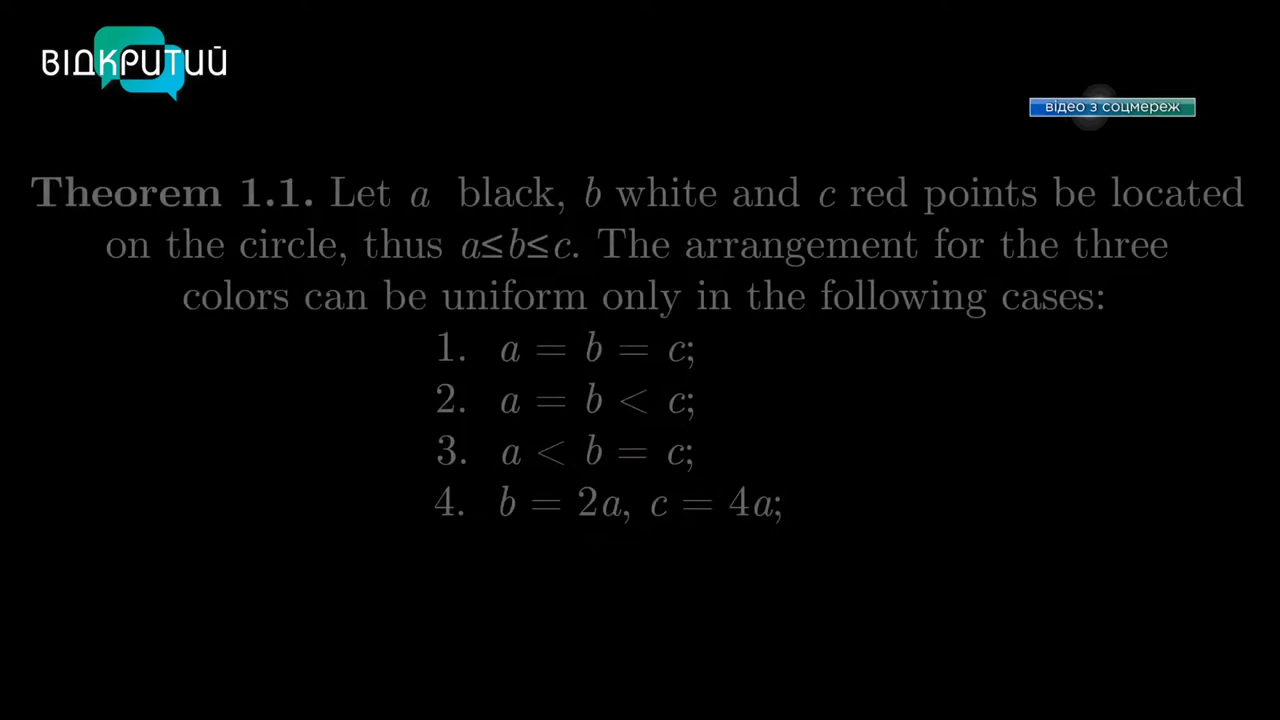 ВІДКРИТИЙ
відео з соцмереж
Theorem 1.1. Let a black, b white and c red points be located
on the circle, thus a≤b≤c. The arrangement for the three
colors can be uniform only in the following cases:
1. a = b = c;
2. a = b < c;
3. a < b = c;
4. b = 2a, c = 4a;